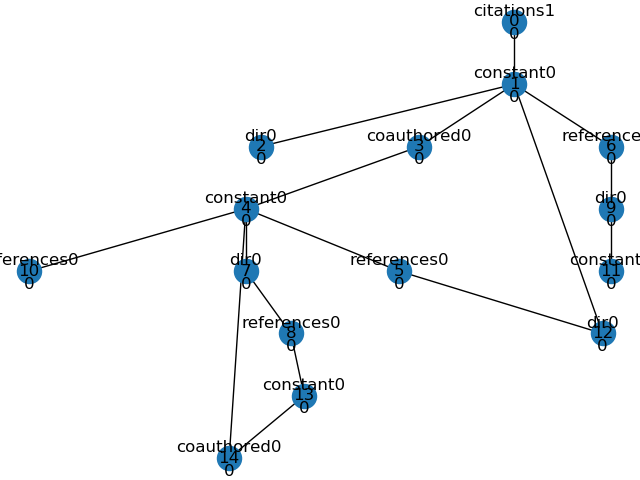 citations1
0
0
constant0
1
0
dir0
2
0
coauthored0
3
0
reference
6
0
constant0
4
0
dir0
9
0
ferences0
10
0
dir0
7
0
references0
5
0
constant
11
0
references0
8
0
dir0
12
0
constant0
13
0
coauthored0
14
0